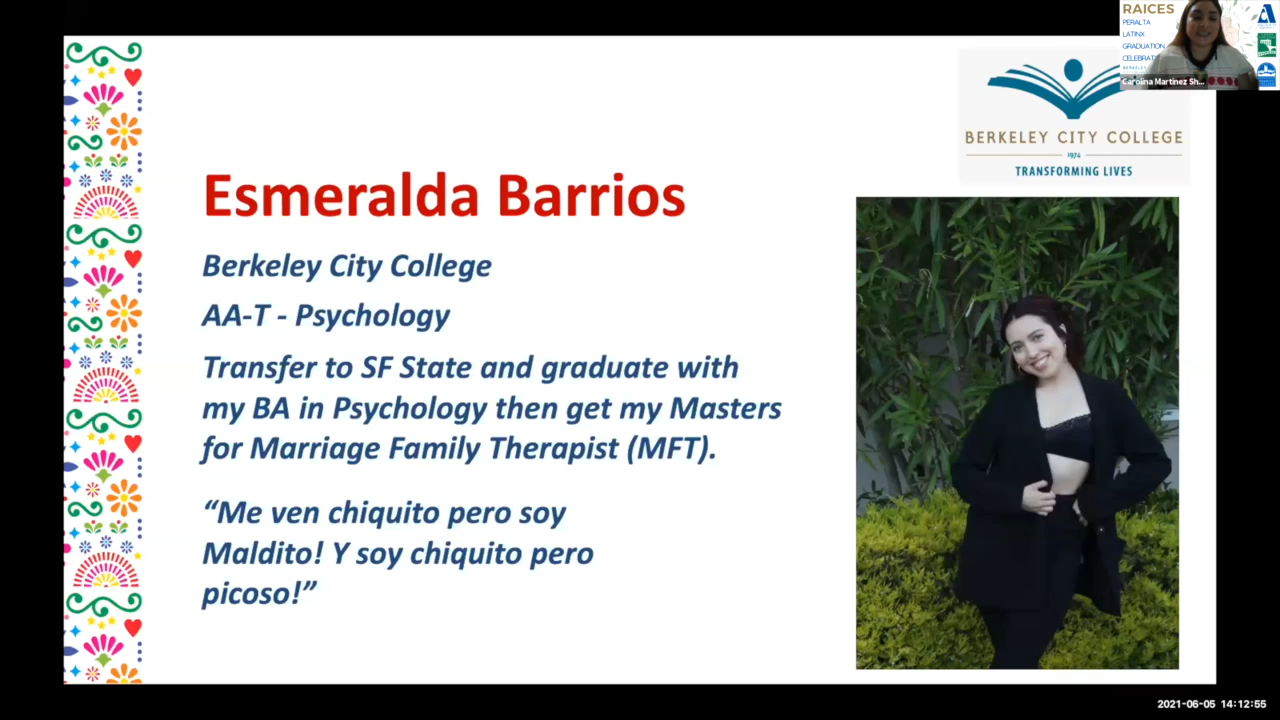 RAICES
PERALTA
LATINX
GRADUATION
Carolina Martinez Sh...
BERKELEY CITY COLLEGE
1974
TRANSFORMING LIVES
Esmeralda Barrios
Berkeley City College
AA-T - Psychology
Transfer to SF State and graduate with
my BA in Psychology then get my Masters
for Marriage Family Therapist (MFT).
“Me ven chiquito pero soy
Maldito! Y soy chiquito pero
picoso!”
2021-06-05 14:12:55